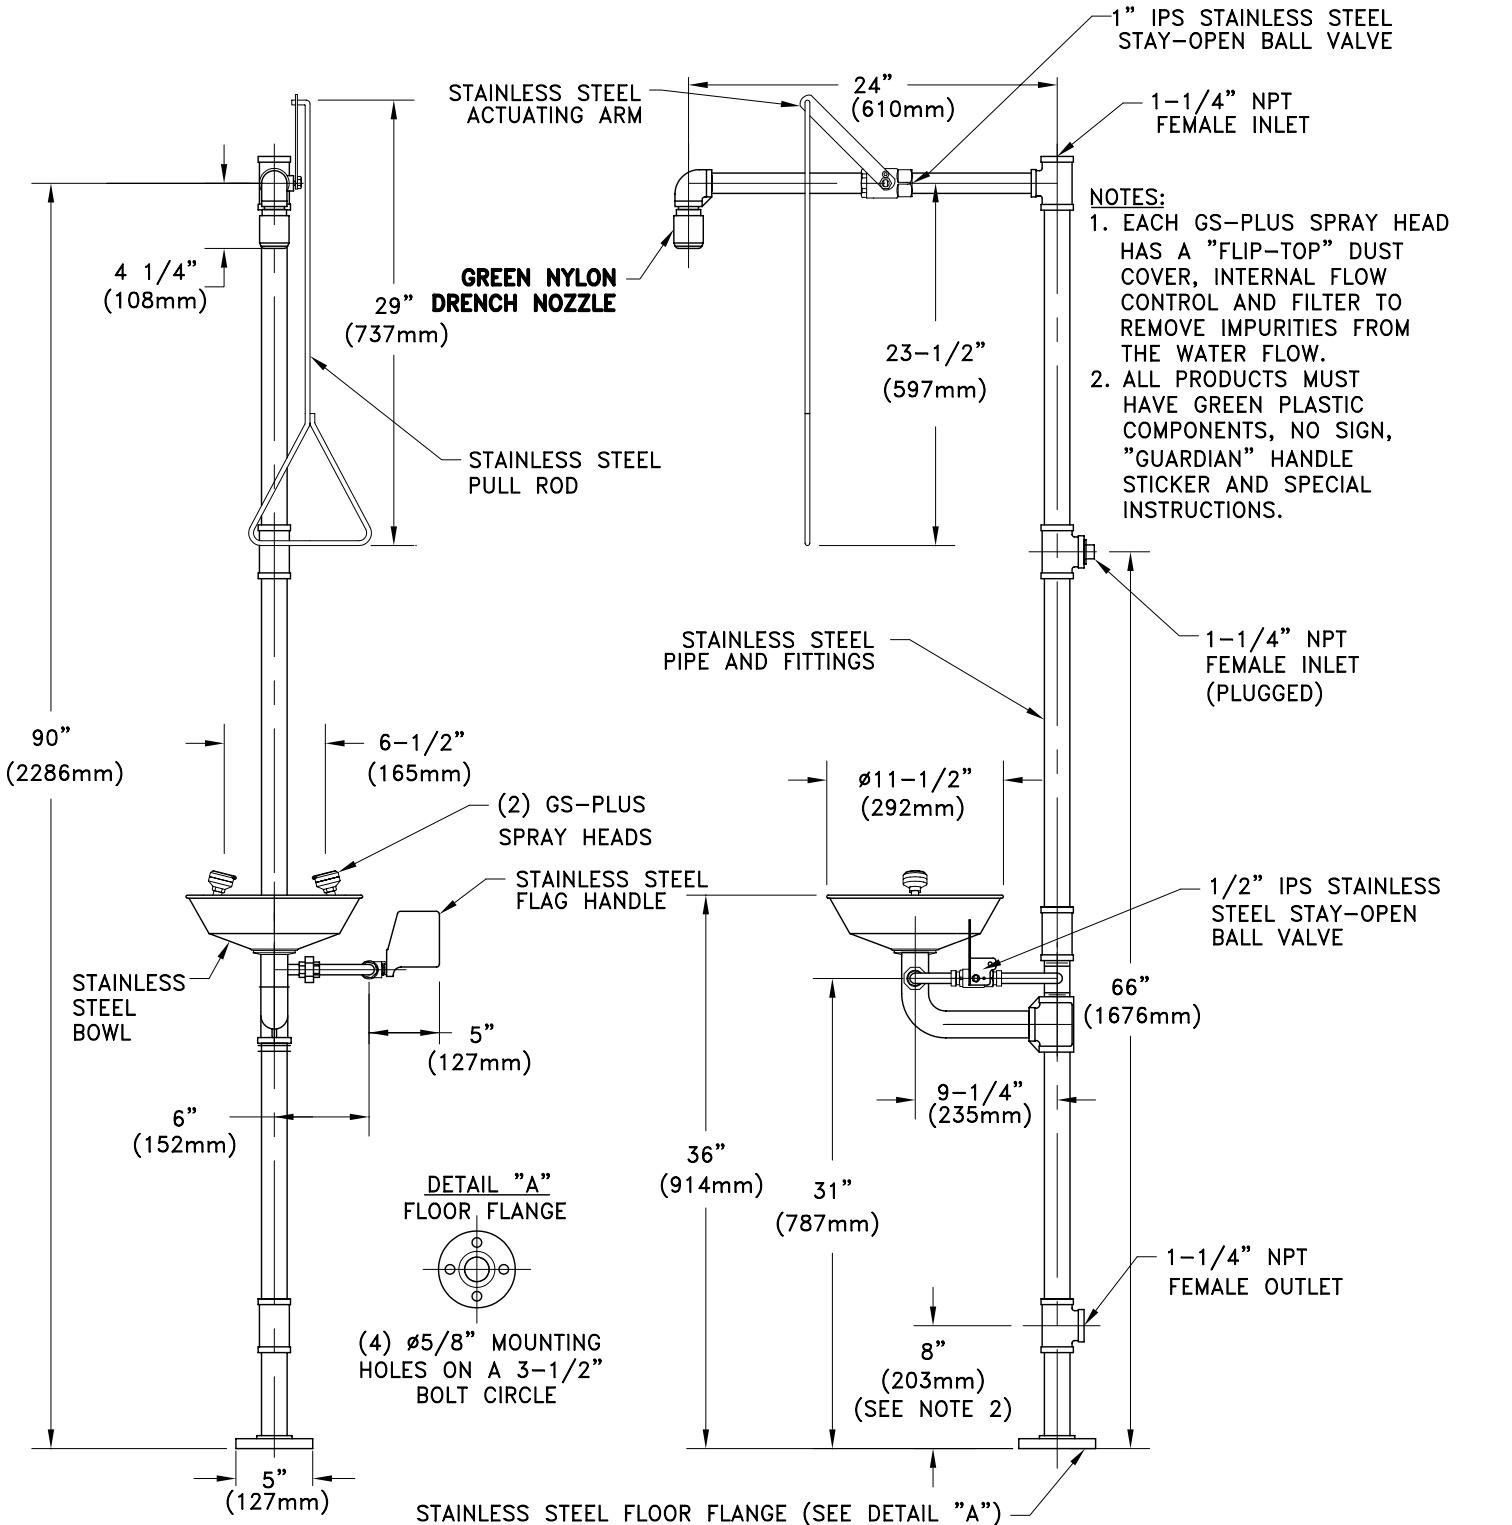 1” IPS STAINLESS STEEL
STAY-OPEN BALL VALVE
24”
(610mm)
STAINLESS STEEL
ACTUATING ARM
1-1/4” NPT
FEMALE INLET
NOTES:
1. EACH GS-PLUS SPRAY HEAD
HAS A "FLIP-TOP" DUST
COVER, INTERNAL FLOW
CONTROL AND FILTER TO
REMOVE IMPURITIES FROM
THE WATER FLOW.
2. ALL PRODUCTS MUST
HAVE GREEN PLASTIC
COMPONENTS, NO SIGN,
"GUARDIAN" HANDLE
STICKER AND SPECIAL
INSTRUCTIONS.
4 1/4”
(108mm)
GREEN NYLON
DRENCH NOZZLE
29”
(737mm)
23-1/2”
(597mm)
STAINLESS STEEL
PULL ROD
STAINLESS STEEL
PIPE AND FITTINGS
1-1/4” NPT
FEMALE INLET
(PLUGGED)
90”
(2286mm)
6-1/2”
(165mm)
ø11-1/2”
(292mm)
(2) GS-PLUS
SPRAY HEADS
STAINLESS STEEL
FLAG HANDLE
1/2” IPS STAINLESS
STEEL STAY-OPEN
BALL VALVE
STAINLESS
STEEL
BOWL
66”
(1676mm)
5”
(127mm)
9-1/4”
(235mm)
6”
(152mm)
36”
(914mm)
31”
(787mm)
DETAIL "A"
FLOOR FLANGE
1-1/4” NPT
FEMALE OUTLET
(4) ø5/8” MOUNTING
HOLES ON A 3-1/2”
BOLT CIRCLE
8”
(203mm)
(SEE NOTE 2)
5”
(127mm)
STAINLESS STEEL FLOOR FLANGE (SEE DETAIL "A")